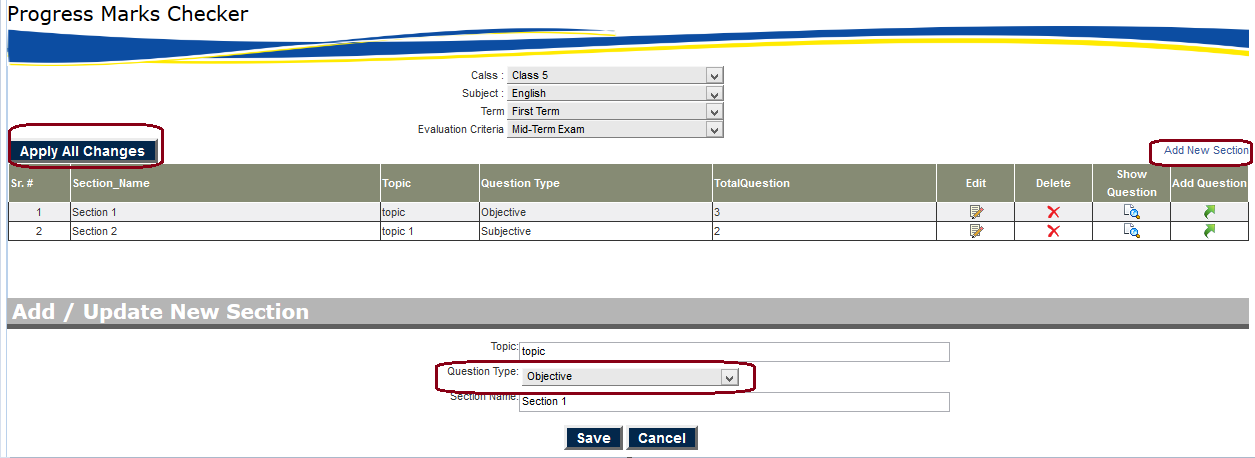 Progress Marks Checker
Calss : Class 5
Subject : English
Term First Term
Evaluation Criteria Mid-Term Exam
Apply All Changes Add New Section
Sr. # Section_Name Topic Question Type TotalQuestion Edit Delete Show Question Add Question
1 Section 1 topic Objective 3
2 Section 2 topic 1 Subjective 2
Add / Update New Section
Topic: topic
Question Type: Objective
Section Name: Section 1
Save Cancel